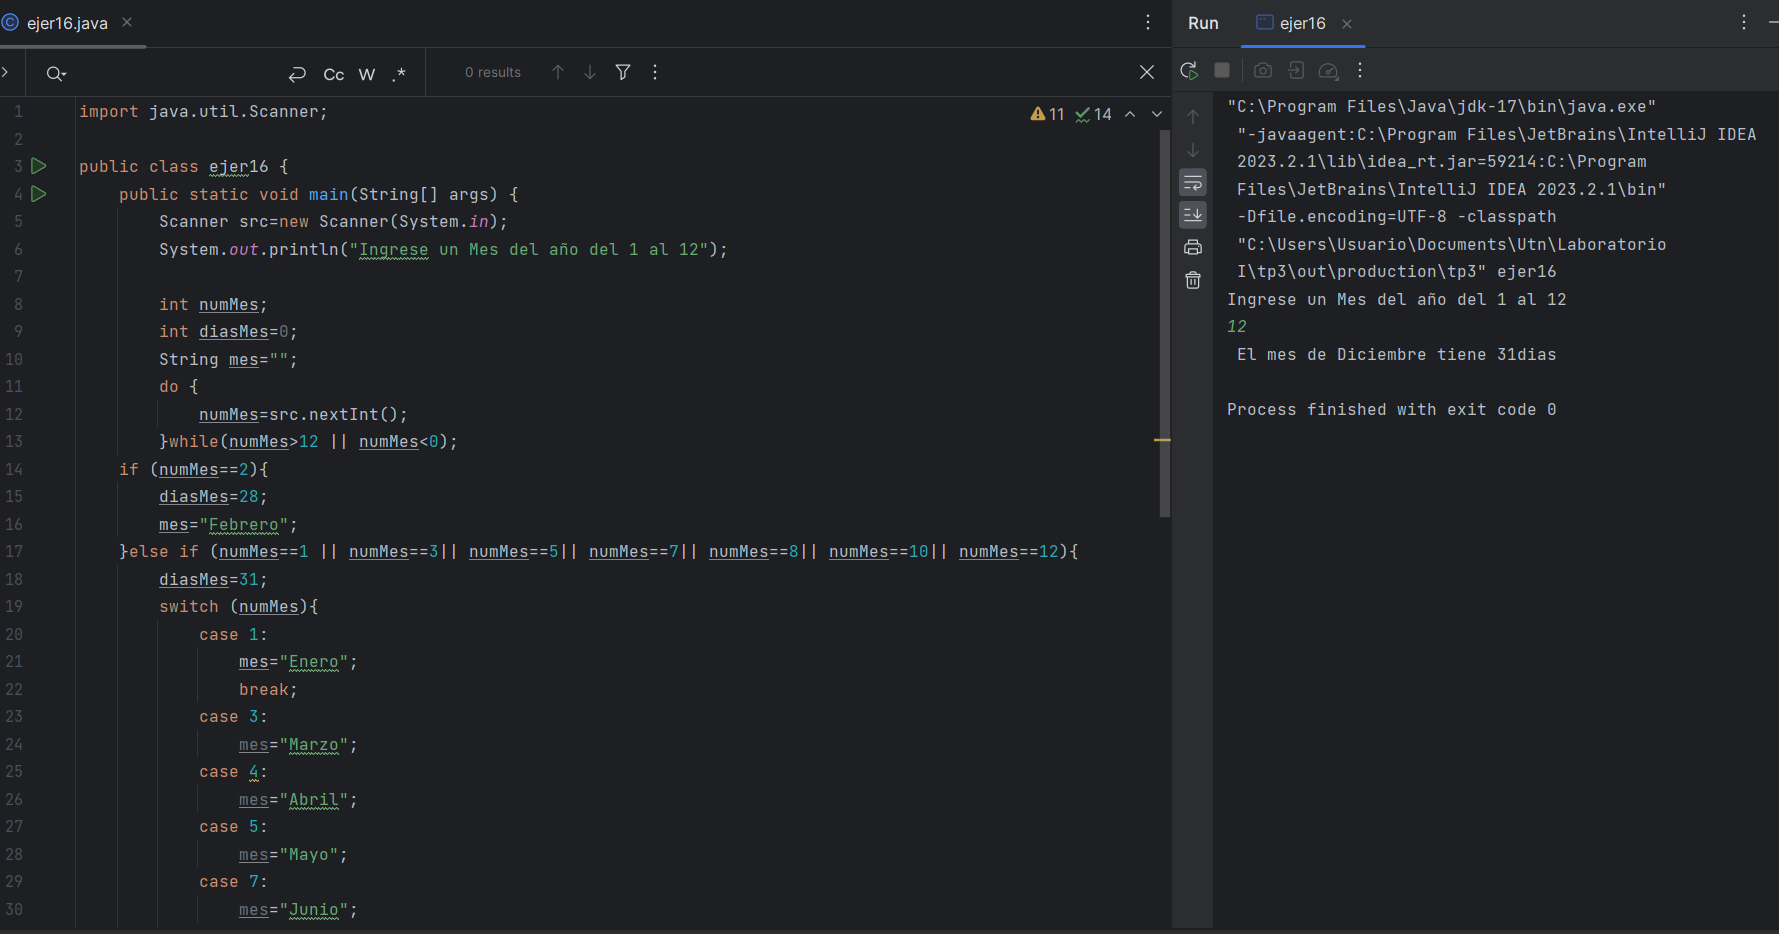 ejer16.java
Cc W .*
0 results
11 14
1 import java.util.Scanner;
2
3 public class ejer16 {
4 public static void main(String[] args) {
5 Scanner src=new Scanner(System.in);
6 System.out.println("Ingrese un Mes del año del 1 al 12");
7
8 int numMes;
9 int diasMes=0;
10 String mes="";
11 do {
12 numMes=src.nextInt();
13 }while(numMes>12 || numMes<0);
14 if (numMes==2){
15 diasMes=28;
16 mes="Febrero";
17 }else if (numMes==1 || numMes==3|| numMes==5|| numMes==7|| numMes==8|| numMes==10|| numMes==12){
18 diasMes=31;
19 switch (numMes){
20 case 1:
21 mes="Enero";
22 break;
23 case 3:
24 mes="Marzo";
25 case 4:
26 mes="Abril";
27 case 5:
28 mes="Mayo";
29 case 7:
30 mes="Junio";
Run ejer16
"C:\Program Files\Java\jdk-17\bin\java.exe"
"-javaagent:C:\Program Files\JetBrains\IntelliJ IDEA
2023.2.1\lib\idea_rt.jar=59214:C:\Program
Files\JetBrains\IntelliJ IDEA 2023.2.1\bin"
-Dfile.encoding=UTF-8 -classpath
"C:\Users\Usuario\Documents\Utn\Laboratorio
I\tp3\out\production\tp3" ejer16
Ingrese un Mes del año del 1 al 12
12
El mes de Diciembre tiene 31dias
Process finished with exit code 0